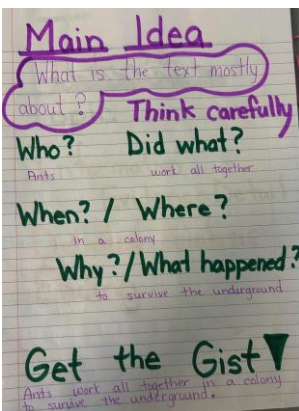 Main Idea
What is the text mostly
about? Think carefully
Who? Did what?
Ants work all together
When? / Where?
in a colony
Why? / What happened?
to survive the underground
Get the Gist!
Ants work all together in a colony
to survive the underground.